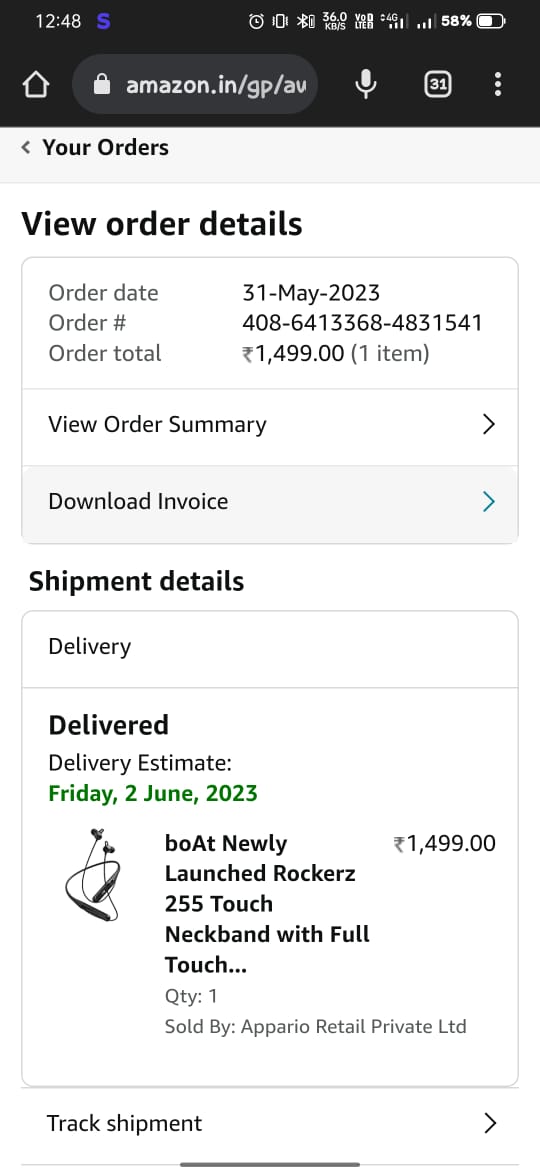 12:48 S 36.0 KB/S VoD LTE 4G 58%
amazon.in/gp/aw
31
Your Orders
View order details
Order date 31-May-2023
Order # 408-6413368-4831541
Order total ₹1,499.00 (1 item)
View Order Summary
Download Invoice
Shipment details
Delivery
Delivered
Delivery Estimate:
Friday, 2 June, 2023
boAt Newly ₹1,499.00
Launched Rockerz
255 Touch
Neckband with Full
Touch...
Qty: 1
Sold By: Appario Retail Private Ltd
Track shipment